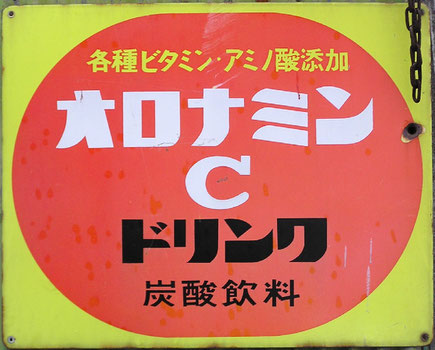 各種ビタミン・アミノ酸添加
オロナミン
C
ドリンク
炭酸飲料